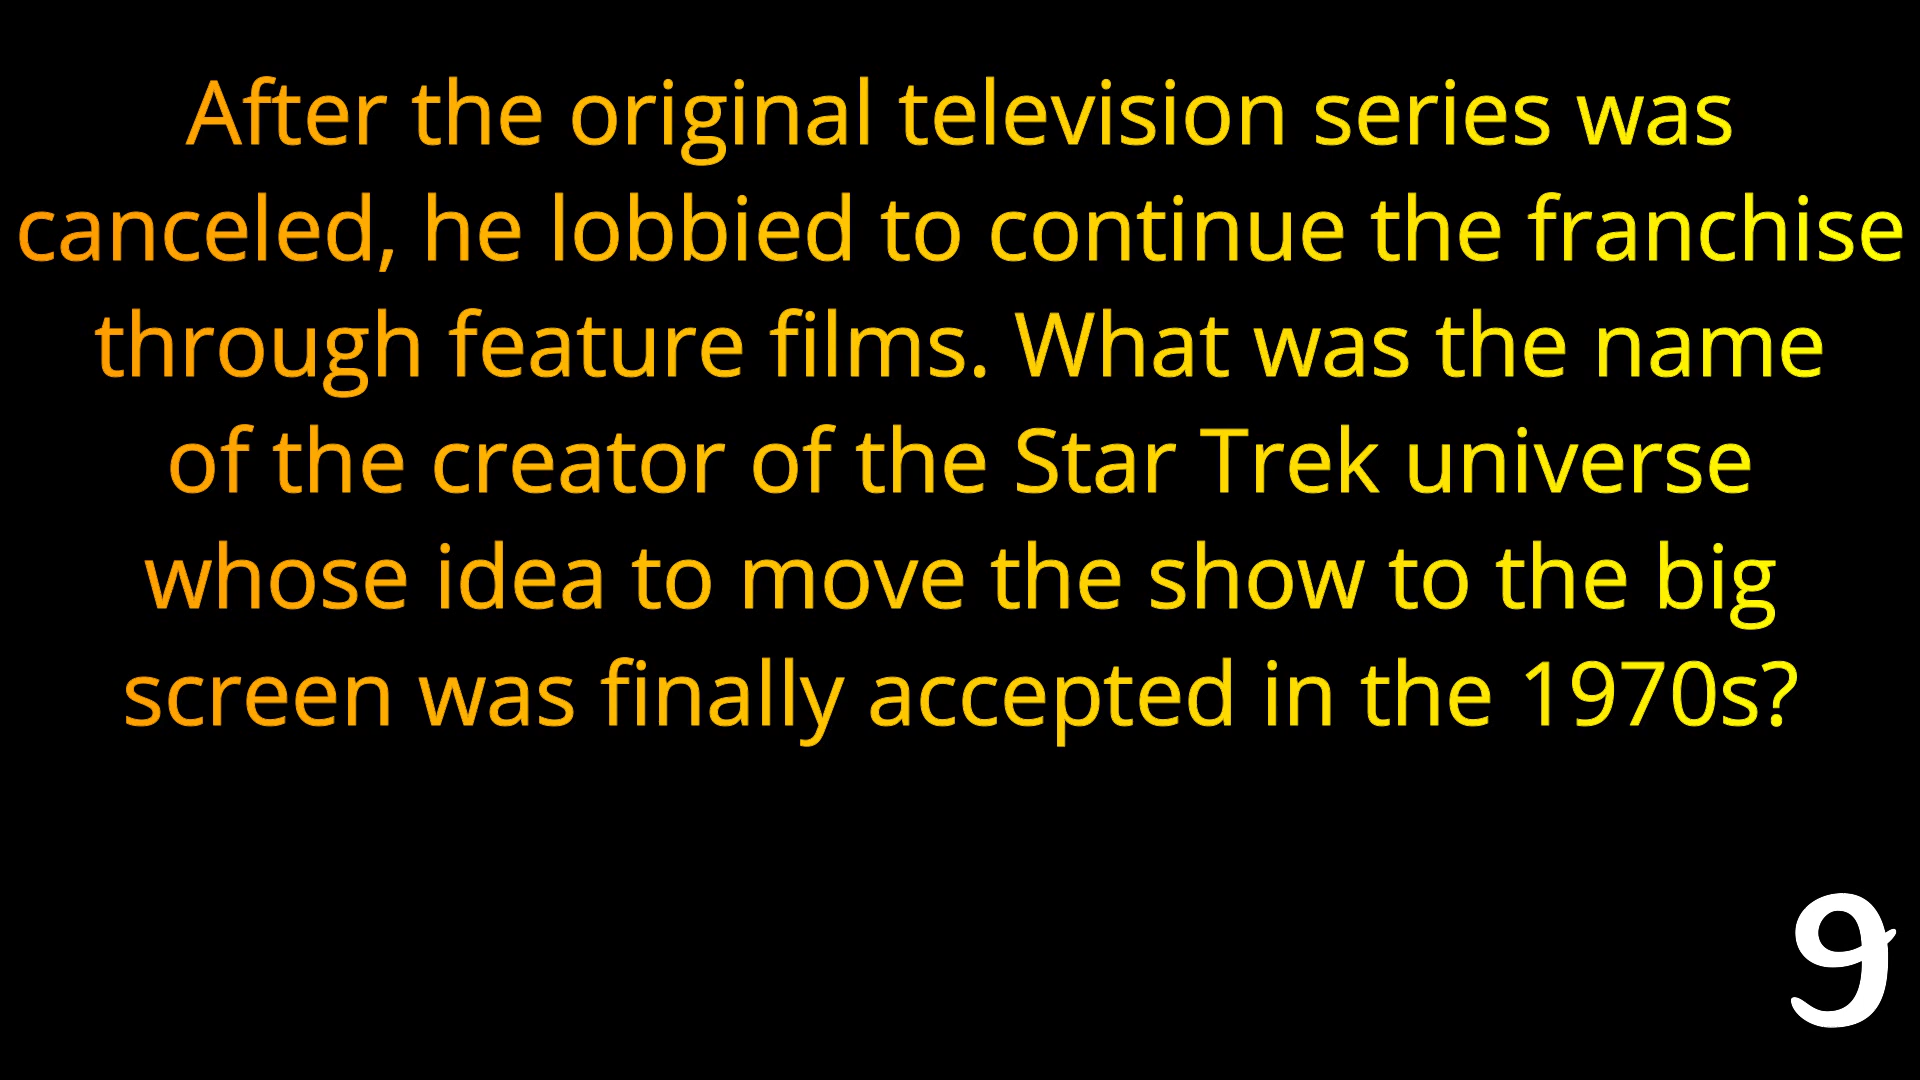 After the original television series was
canceled, he lobbied to continue the franchise
through feature films. What was the name
of the creator of the Star Trek universe
whose idea to move the show to the big
screen was finally accepted in the 1970s?
9